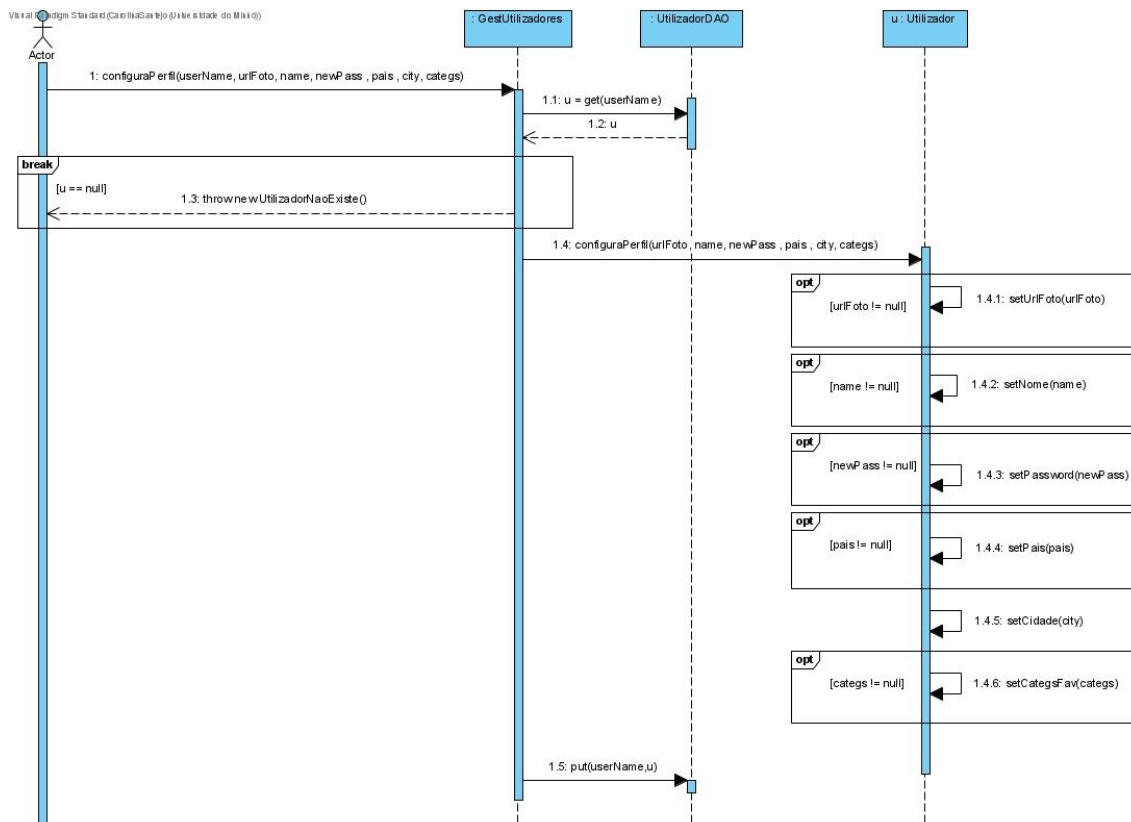 Visual Paradigm Standard(CarolinaSantejo(Universidade do Minho))
: GestUtilizadores
: UtilizadorDAO
u : Utilizador
Actor
1: configuraPerfil(userName, urlFoto, name, newPass , pais , city, categs)
1.1: u = get(userName)
1.2: u
break
[u == null]
1.3: thrownewUtilizadorNaoExiste()
1.4: configuraPerfil(urlFoto, name, newPass , pais , city, categs)
opt
[urlFoto != null]
1.4.1: setUrlFoto(urlFoto)
opt
[name != null]
1.4.2: setNome(name)
opt
[newPass != null]
1.4.3: setPassword(newPass)
opt
[pais != null]
1.4.4: setPais(pais)
1.4.5: setCidade(city)
opt
[categs != null]
1.4.6: setCategsFav(categs)
1.5: put(userName,u)